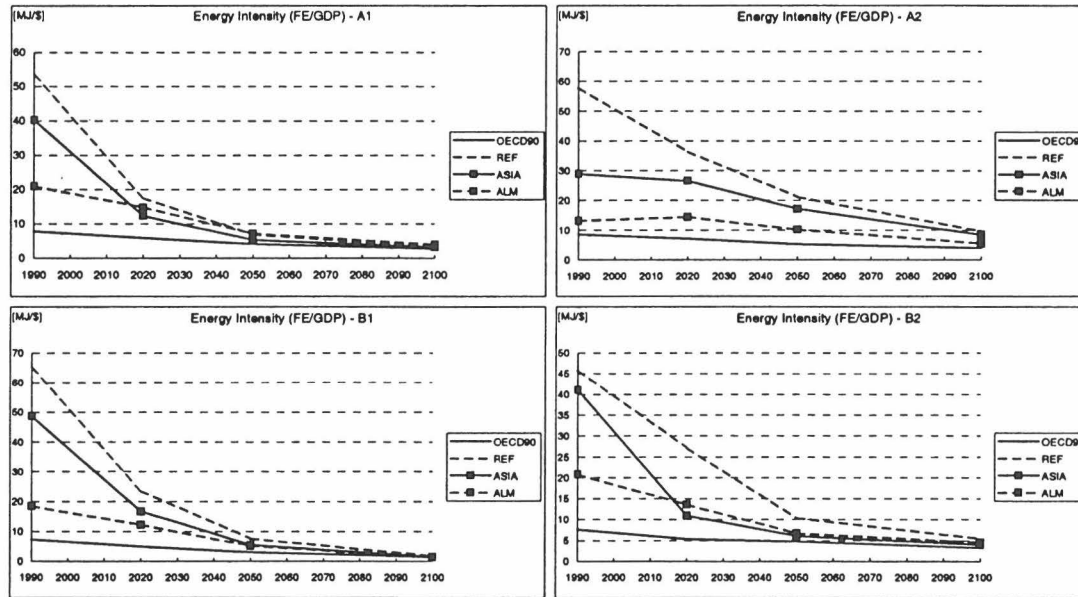 [MJ/$] Energy Intensity (FE/GDP) - A1
60
50
40
30
20
10
0
1990 2000 2010 2020 2030 2040 2050 2060 2070 2080 2090 2100
OECD90
REF
ASIA
ALM
[MJ/$] Energy Intensity (FE/GDP) - A2
70
60
50
40
30
20
10
0
1990 2000 2010 2020 2030 2040 2050 2060 2070 2080 2090 2100
OECD9
REF
ASIA
ALM
[MJ/$] Energy Intensity (FE/GDP) - B1
70
60
50
40
30
20
10
0
1990 2000 2010 2020 2030 2040 2050 2060 2070 2080 2090 2100
OECD90
REF
ASIA
ALM
[MJ/$] Energy Intensity (FE/GDP) - B2
50
45
40
35
30
25
20
15
10
5
0
1990 2000 2010 2020 2030 2040 2050 2060 2070 2080 2090 2100
OECD9
REF
ASIA
ALM